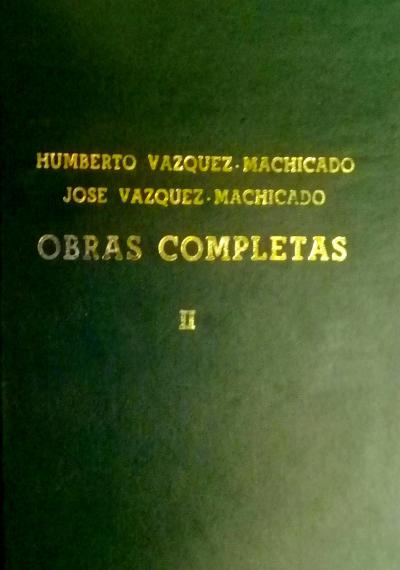 HUMBERTO VAZQUEZ-MACHICADO
JOSE VAZQUEZ-MACHICADO
OBRAS COMPLETAS
II